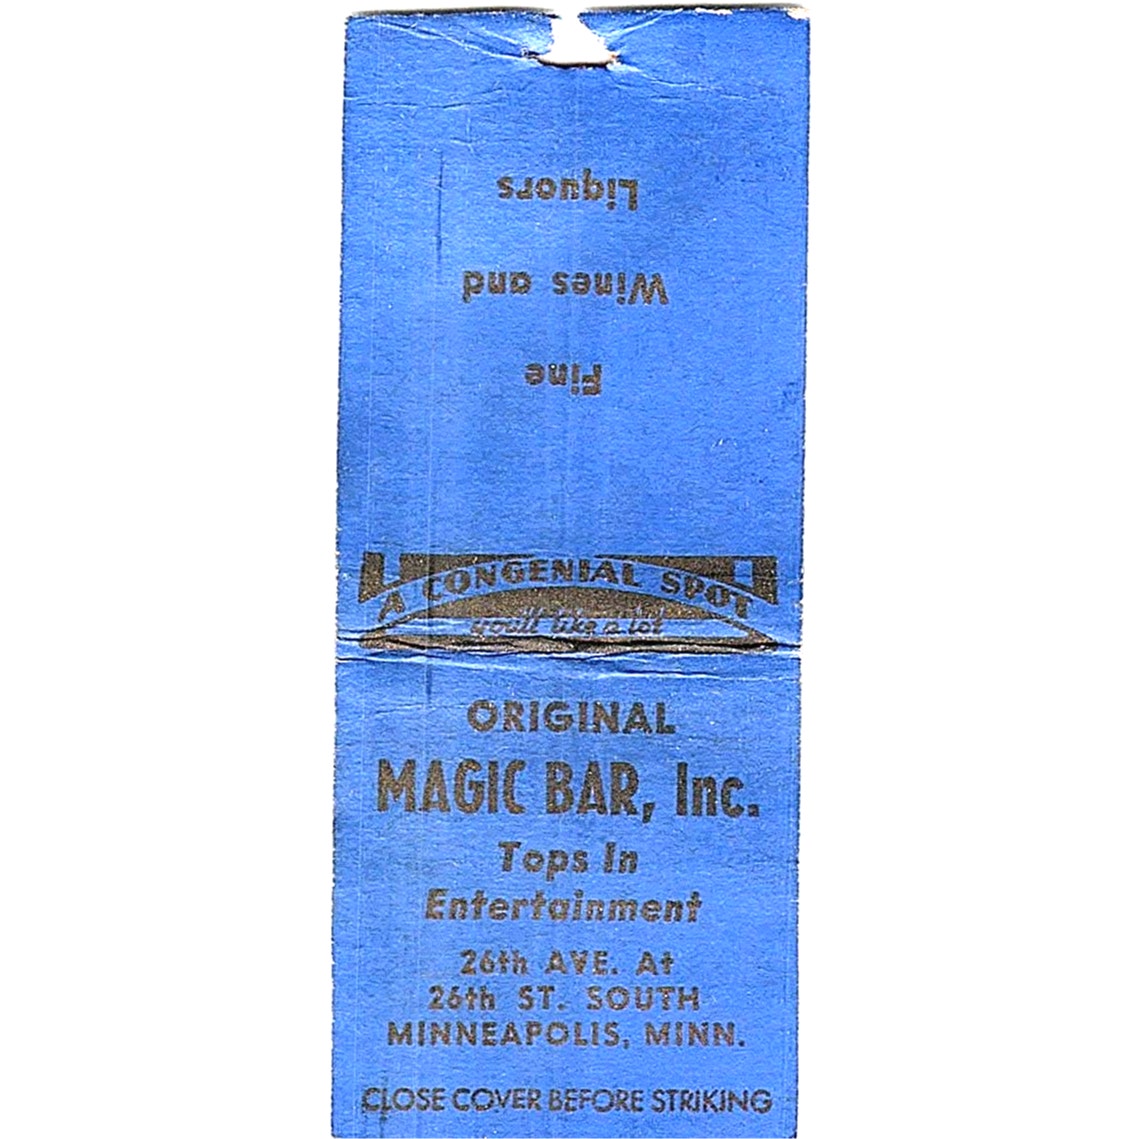 Fine
Wines and
Liquors
A CONGENIAL SPOT
you'll like a lot
ORIGINAL
MAGIC BAR, Inc.
Tops In
Entertainment
26th AVE. At
26th ST. SOUTH
MINNEAPOLIS, MINN.
CLOSE COVER BEFORE STRIKING